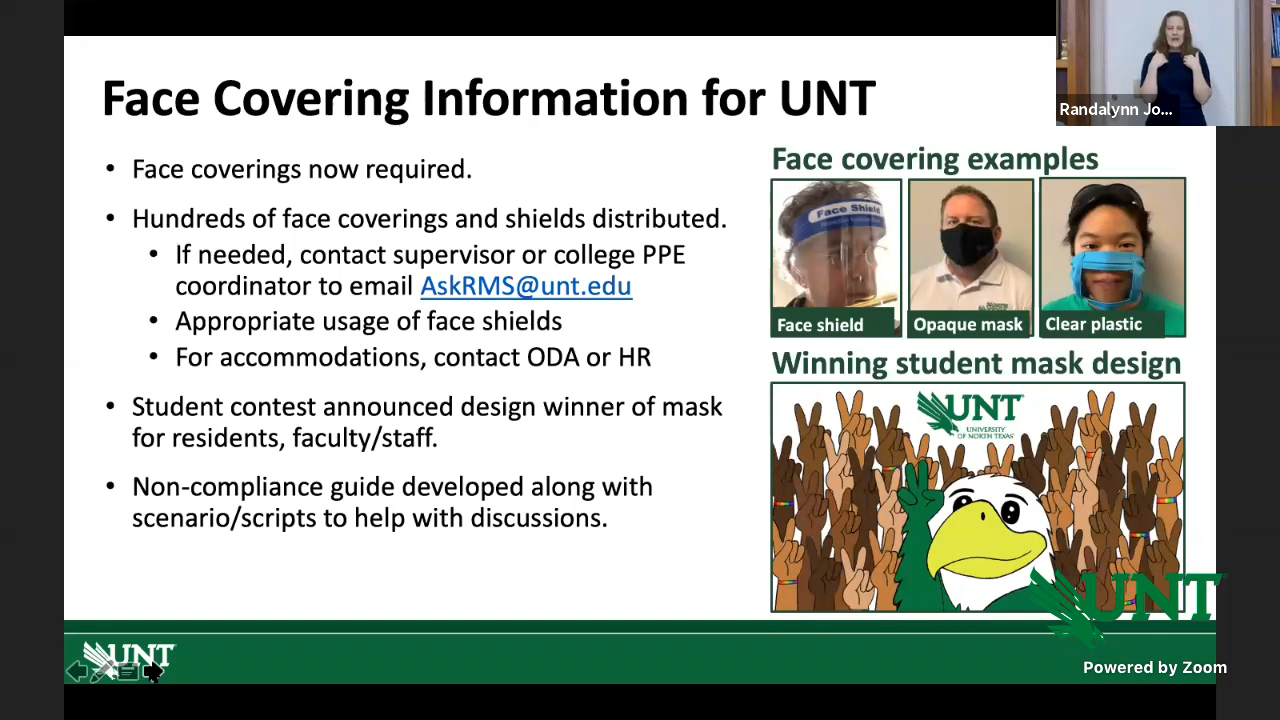 Face Covering Information for UNT
Randalynn Jo...
• Face coverings now required.
• Hundreds of face coverings and shields distributed.
• If needed, contact supervisor or college PPE
coordinator to email AskRMS@unt.edu
• Appropriate usage of face shields
• For accommodations, contact ODA or HR
• Student contest announced design winner of mask
for residents, faculty/staff.
• Non-compliance guide developed along with
scenario/scripts to help with discussions.
Face covering examples
Face Shield
Face shield
Opaque mask
Clear plastic
Winning student mask design
UNT
UNIVERSITY
OF NORTH TEXAS
UNT
UNT
Powered by Zoom